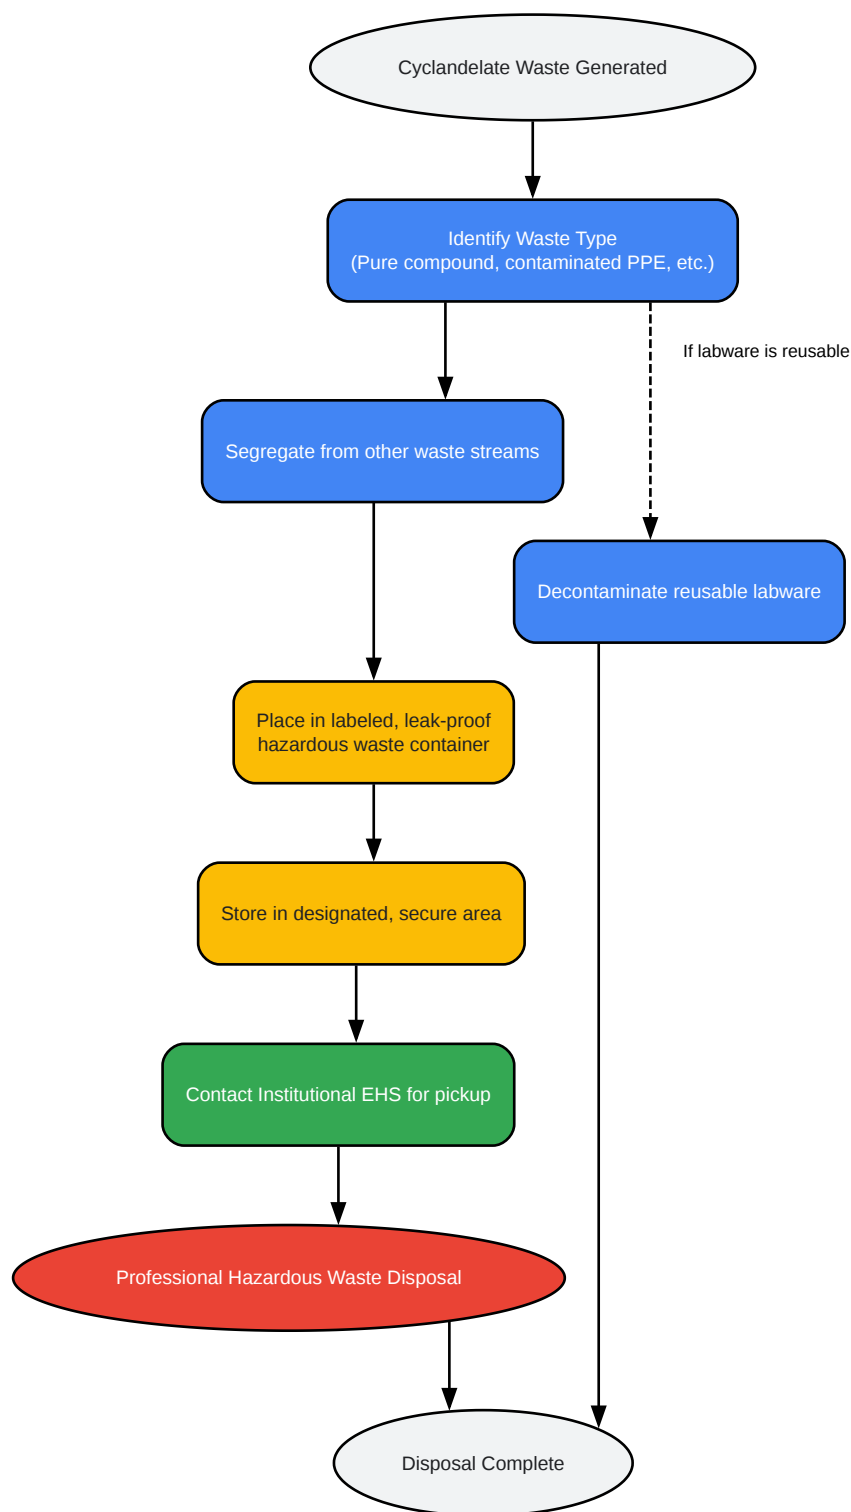 Cyclandelate Waste Generated
Identify Waste Type
(Pure compound, contaminated PPE, etc.)
If labware is reusable
Segregate from other waste streams
Decontaminate reusable labware
Place in labeled, leak-proof
hazardous waste container
Store in designated, secure area
Contact Institutional EHS for pickup
Professional Hazardous Waste Disposal
Disposal Complete